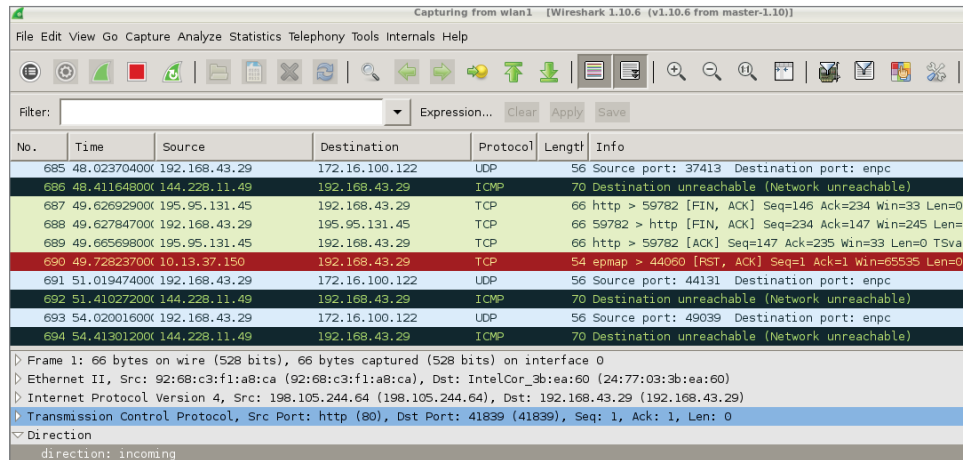 Capturing from wlan1 [Wireshark 1.10.6 (v1.10.6 from master-1.10)]
File Edit View Go Capture Analyze Statistics Telephony Tools Internals Help
Filter: Expression... Clear Apply Save
No. Time Source Destination Protocol Length Info
685 48.023704000 192.168.43.29 172.16.100.122 UDP 56 Source port: 37413 Destination port: enpc
686 48.411648000 144.228.11.49 192.168.43.29 ICMP 70 Destination unreachable (Network unreachable)
687 49.626929000 195.95.131.45 192.168.43.29 TCP 66 http > 59782 [FIN, ACK] Seq=146 Ack=234 Win=33 Len=0
688 49.627847000 192.168.43.29 195.95.131.45 TCP 66 59782 > http [FIN, ACK] Seq=234 Ack=147 Win=245 Len=
689 49.665698000 195.95.131.45 192.168.43.29 TCP 66 http > 59782 [ACK] Seq=147 Ack=235 Win=33 Len=0 TSva
690 49.728237000 10.13.37.150 192.168.43.29 TCP 54 epmap > 44060 [RST, ACK] Seq=1 Ack=1 Win=65535 Len=0
691 51.019474000 192.168.43.29 172.16.100.122 UDP 56 Source port: 44131 Destination port: enpc
692 51.410272000 144.228.11.49 192.168.43.29 ICMP 70 Destination unreachable (Network unreachable)
693 54.020016000 192.168.43.29 172.16.100.122 UDP 56 Source port: 49039 Destination port: enpc
694 54.413012000 144.228.11.49 192.168.43.29 ICMP 70 Destination unreachable (Network unreachable)
Frame 1: 66 bytes on wire (528 bits), 66 bytes captured (528 bits) on interface 0
Ethernet II, Src: 92:68:c3:f1:a8:ca (92:68:c3:f1:a8:ca), Dst: IntelCor_3b:ea:60 (24:77:03:3b:ea:60)
Internet Protocol Version 4, Src: 198.105.244.64 (198.105.244.64), Dst: 192.168.43.29 (192.168.43.29)
Transmission Control Protocol, Src Port: http (80), Dst Port: 41839 (41839), Seq: 1, Ack: 1, Len: 0
Direction
direction: incoming